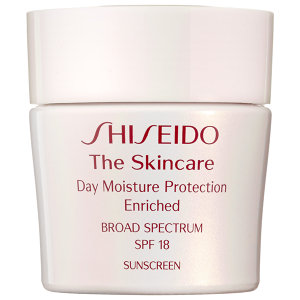 SHISEIDO
The Skincare
Day Moisture Protection
Enriched
BROAD SPECTRUM
SPF 18
SUNSCREEN